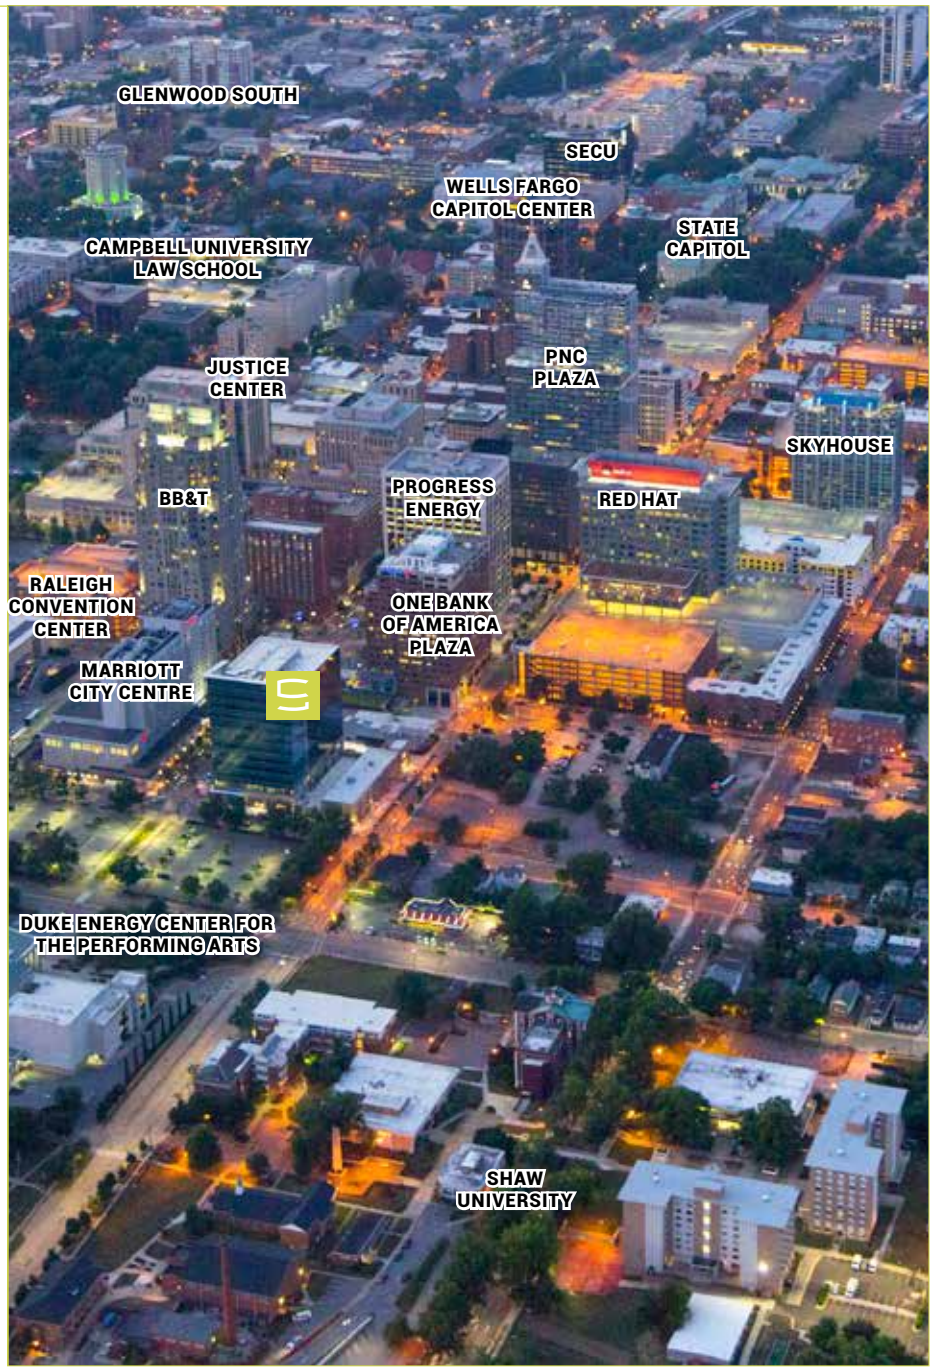 GLENWOOD SOUTH
SECU
WELLS FARGO
CAPITOL CENTER
STATE
CAPITOL
CAMPBELL UNIVERSITY
LAW SCHOOL
JUSTICE
CENTER
PNC
PLAZA
SKYHOUSE
BB&T
PROGRESS
ENERGY
RED HAT
RALEIGH
CONVENTION
CENTER
ONE BANK
OF AMERICA
PLAZA
MARRIOTT
CITY CENTRE
DUKE ENERGY CENTER FOR
THE PERFORMING ARTS
SHAW
UNIVERSITY